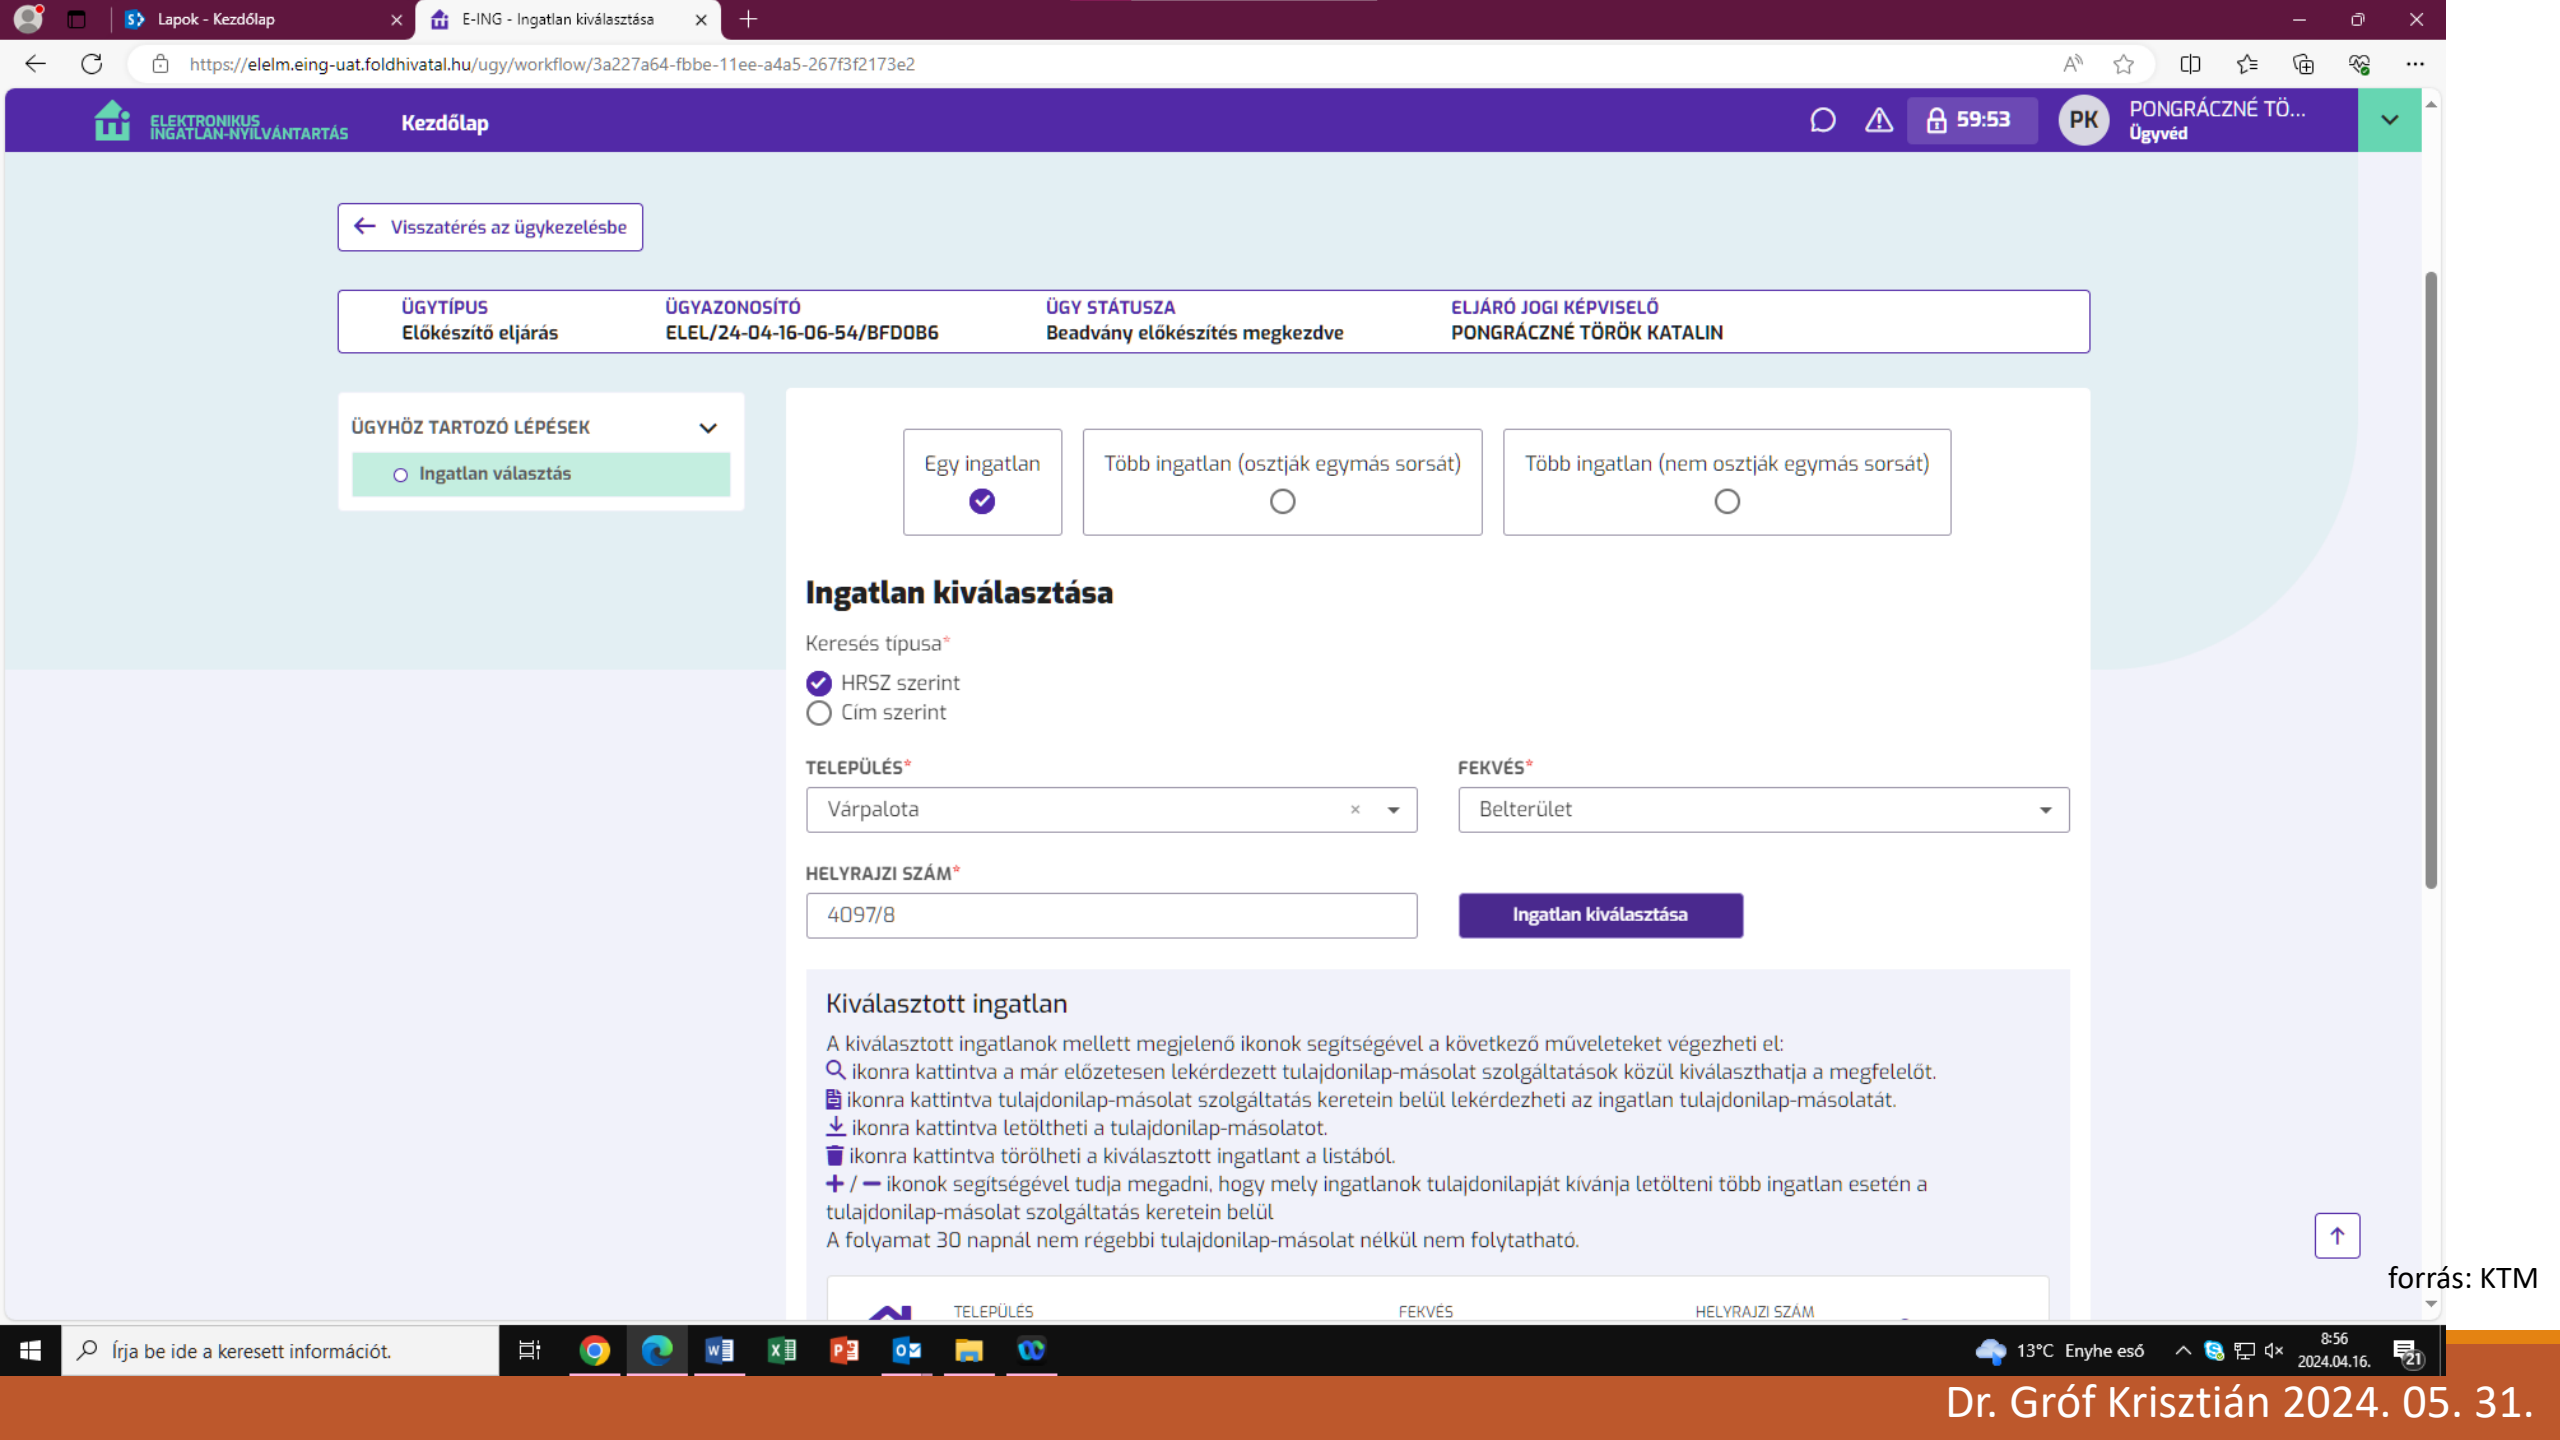 Lapok - Kezdőlap
E-ING - Ingatlan kiválasztása
https://elelm.eing-uat.foldhivatal.hu/ugy/workflow/3a227a64-fbbe-11ee-a4a5-267f3f2173e2
ELEKTRONIKUS
INGATLAN-NYILVÁNTARTÁS
Kezdőlap
59:53
PK
PONGRÁCZNÉ TÖ...
Ügyvéd
Visszatérés az ügykezelésbe
ÜGYTÍPUS ÜGYAZONOSÍTÓ ÜGY STÁTUSZA ELJÁRÓ JOGI KÉPVISELŐ
Előkészítő eljárás ELEL/24-04-16-06-54/BFD0B6 Beadvány előkészítés megkezdve PONGRÁCZNÉ TÖRÖK KATALIN
ÜGYHÖZ TARTOZÓ LÉPÉSEK
Ingatlan választás
Egy ingatlan
Több ingatlan (osztják egymás sorsát)
Több ingatlan (nem osztják egymás sorsát)
Ingatlan kiválasztása
Keresés típusa*
HRSZ szerint
Cím szerint
TELEPÜLÉS* FEKVÉS*
Várpalota Belterület
HELYRAJZI SZÁM*
4097/8 Ingatlan kiválasztása
Kiválasztott ingatlan
A kiválasztott ingatlanok mellett megjelenő ikonok segítségével a következő műveleteket végezheti el:
ikonra kattintva a már előzetesen lekérdezett tulajdonilap-másolat szolgáltatások közül kiválaszthatja a megfelelőt.
ikonra kattintva tulajdonilap-másolat szolgáltatás keretein belül lekérdezheti az ingatlan tulajdonilap-másolatát.
ikonra kattintva letöltheti a tulajdonilap-másolatot.
ikonra kattintva törölheti a kiválasztott ingatlant a listából.
+ / − ikonok segítségével tudja megadni, hogy mely ingatlanok tulajdonilapját kívánja letölteni több ingatlan esetén a
tulajdonilap-másolat szolgáltatás keretein belül
A folyamat 30 napnál nem régebbi tulajdonilap-másolat nélkül nem folytatható.
TELEPÜLÉS FEKVÉS HELYRAJZI SZÁM
forrás: KTM
Írja be ide a keresett információt.
13°C Enyhe eső
8:56
2024.04.16.
21
Dr. Gróf Krisztián 2024. 05. 31.